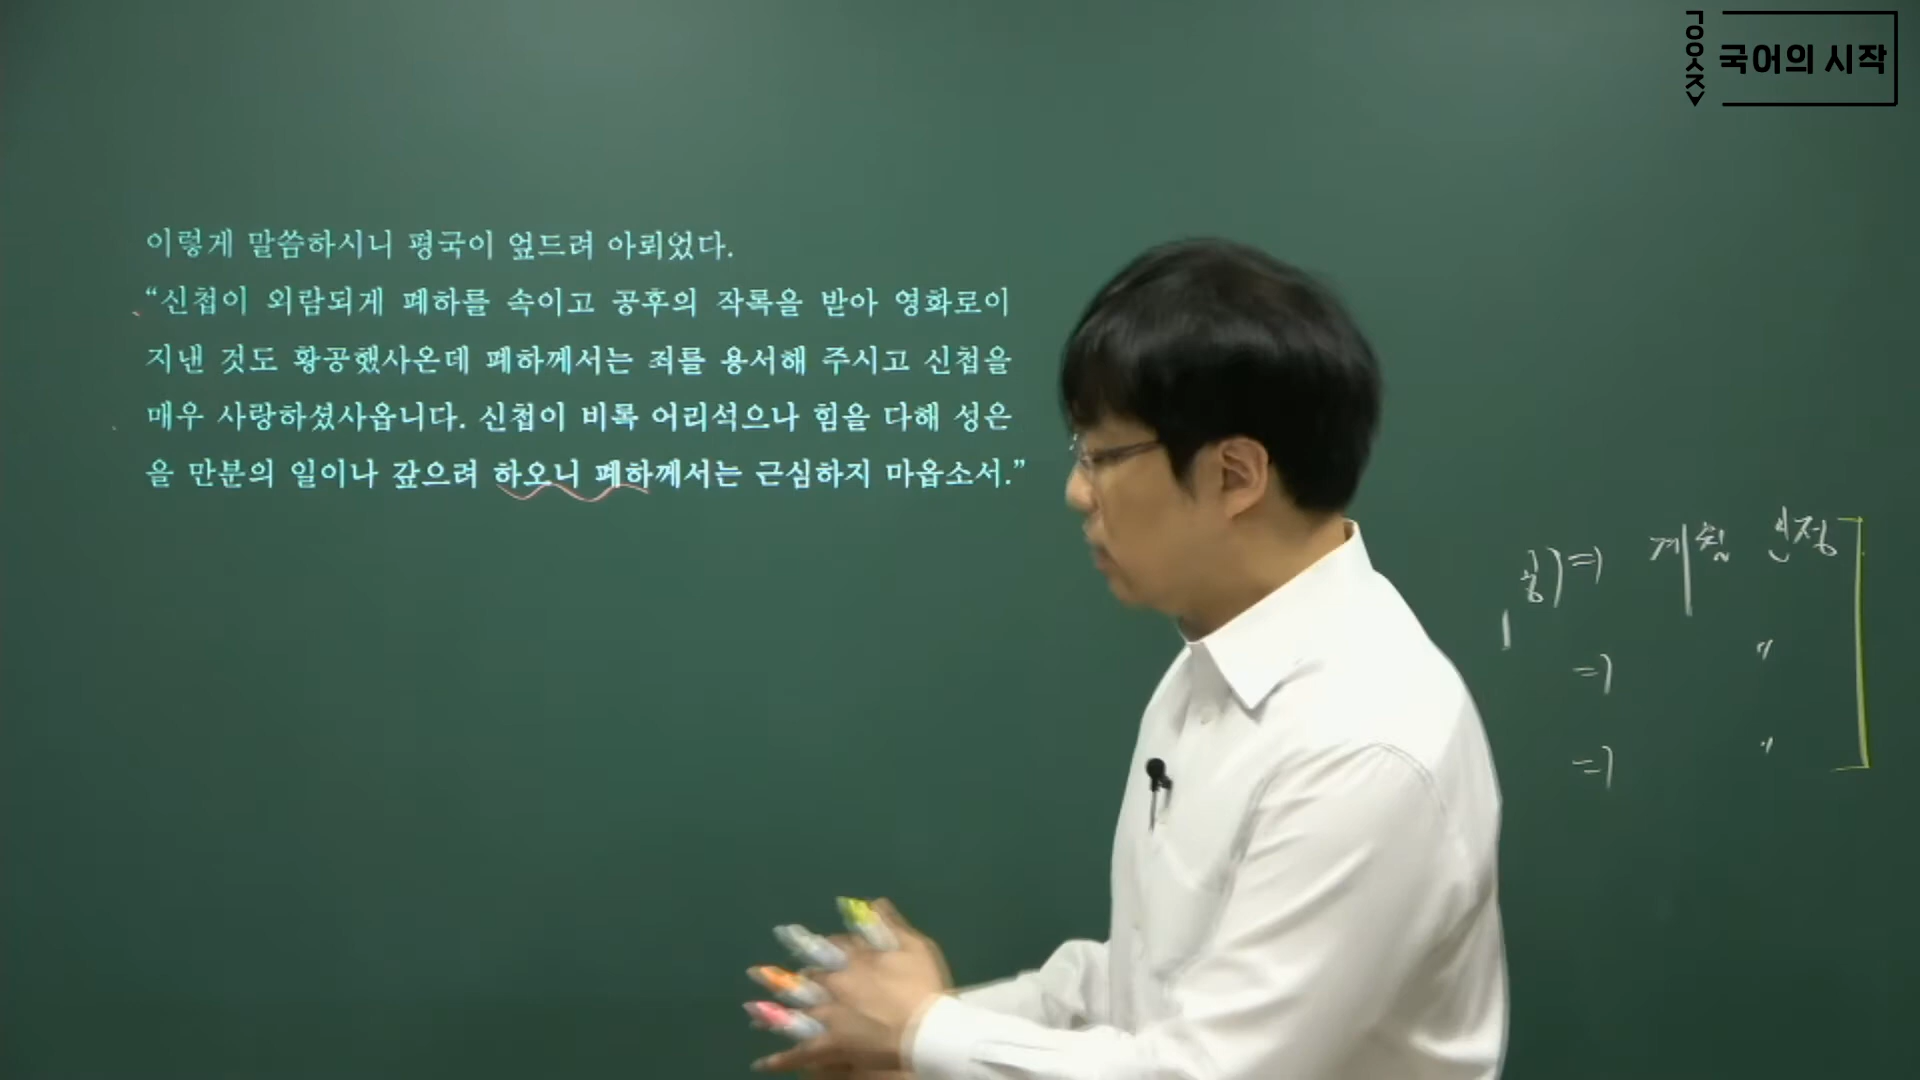 국어의 시작
이렇게 말씀하시니 평국이 엎드려 아뢰었다.
“신첩이 외람되게 폐하를 속이고 공후의 작록을 받아 영화로이
지낸 것도 황공했사온데 폐하께서는 죄를 용서해 주시고 신첩을
매우 사랑하셨사옵니다. 신첩이 비록 어리석으나 힘을 다해 성은
을 만분의 일이나 갚으려 하오니 폐하께서는 근심하지 마옵소서.”
⇒ 인정
⇒ "
⇒ "